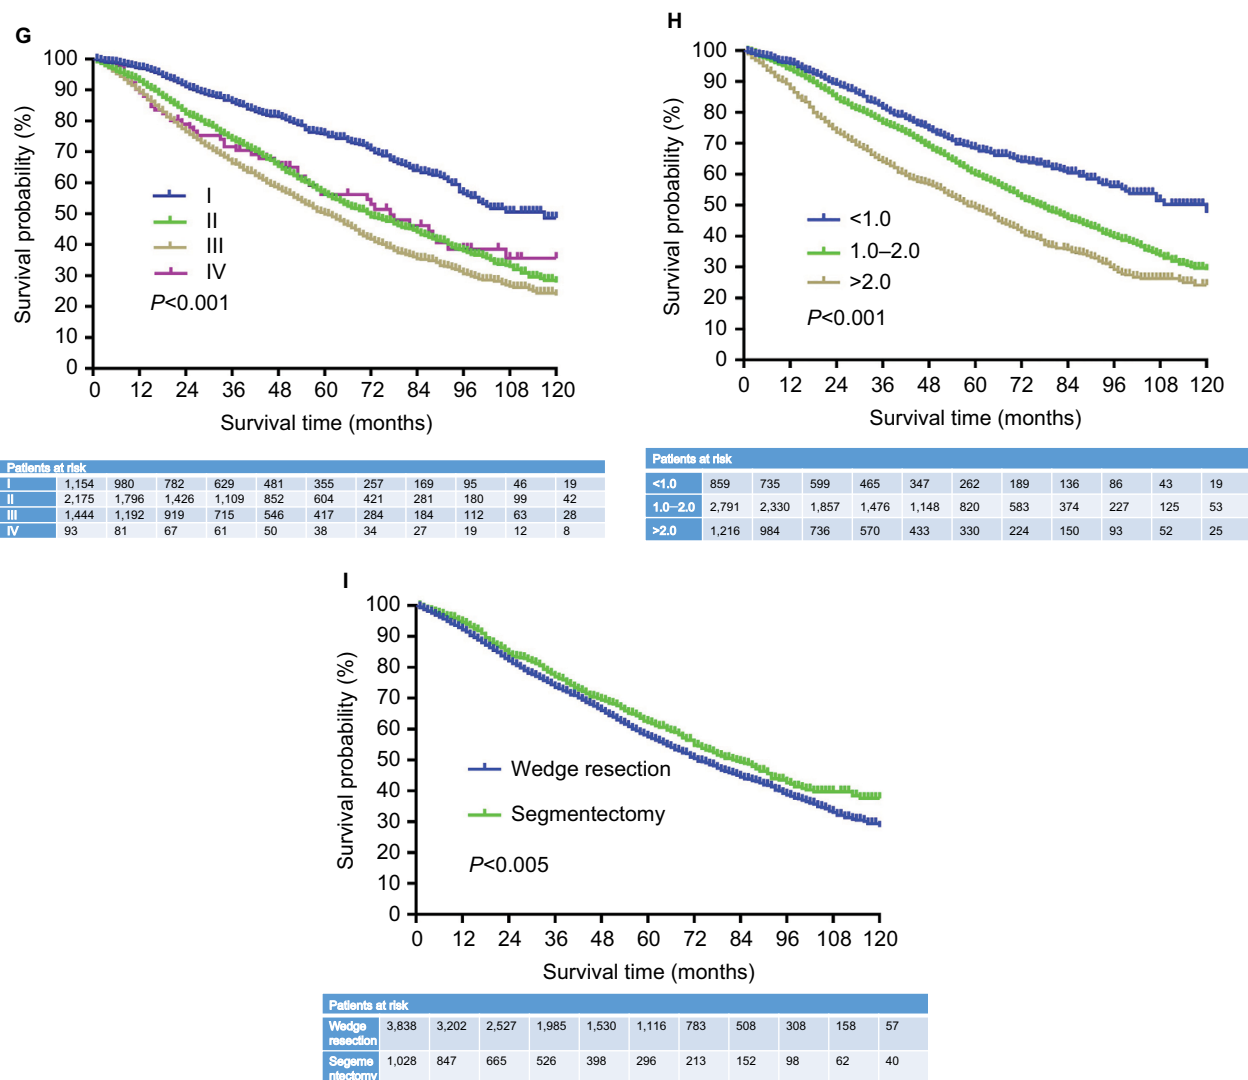 G
Survival probability (%)
100
90
80
70
60
50
40
30
20
10
0
I
II
III
IV
P<0.001
0 12 24 36 48 60 72 84 96 108 120
Survival time (months)
Patients at risk
I 1,154 980 782 629 481 355 257 169 95 46 19
II 2,175 1,796 1,426 1,109 852 604 421 281 180 99 42
III 1,444 1,192 919 715 546 417 284 184 112 63 28
IV 93 81 67 61 50 38 34 27 19 12 8
H
Survival probability (%)
100
90
80
70
60
50
40
30
20
10
0
<1.0
1.0–2.0
>2.0
P<0.001
0 12 24 36 48 60 72 84 96 108 120
Survival time (months)
Patients at risk
<1.0 859 735 599 465 347 262 189 136 86 43 19
1.0–2.0 2,791 2,330 1,857 1,476 1,148 820 583 374 227 125 53
>2.0 1,216 984 736 570 433 330 224 150 93 52 25
I
Survival probability (%)
100
90
80
70
60
50
40
30
20
10
0
Wedge resection
Segmentectomy
P<0.005
0 12 24 36 48 60 72 84 96 108 120
Survival time (months)
Patients at risk
Wedge 3,838 3,202 2,527 1,985 1,530 1,116 783 508 308 158 57
resection
Segeme 1,028 847 665 526 398 296 213 152 98 62 40
ntectomy